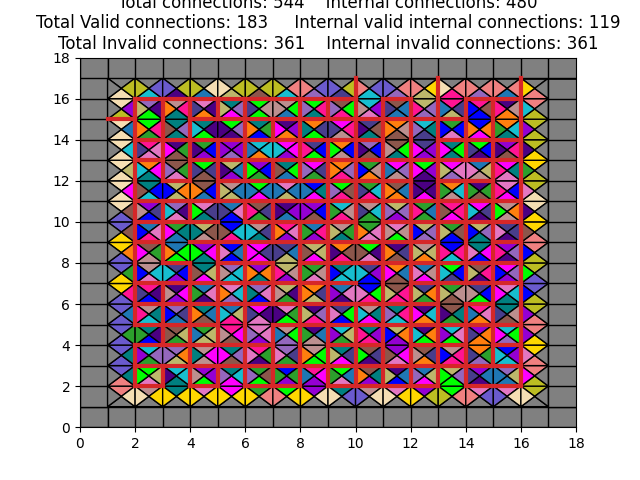 Total connections: 544    Internal connections: 480
Total Valid connections: 183     Internal valid internal connections: 119
Total Invalid connections: 361    Internal invalid connections: 361
18
16
14
12
10
8
6
4
2
0
0 2 4 6 8 10 12 14 16 18